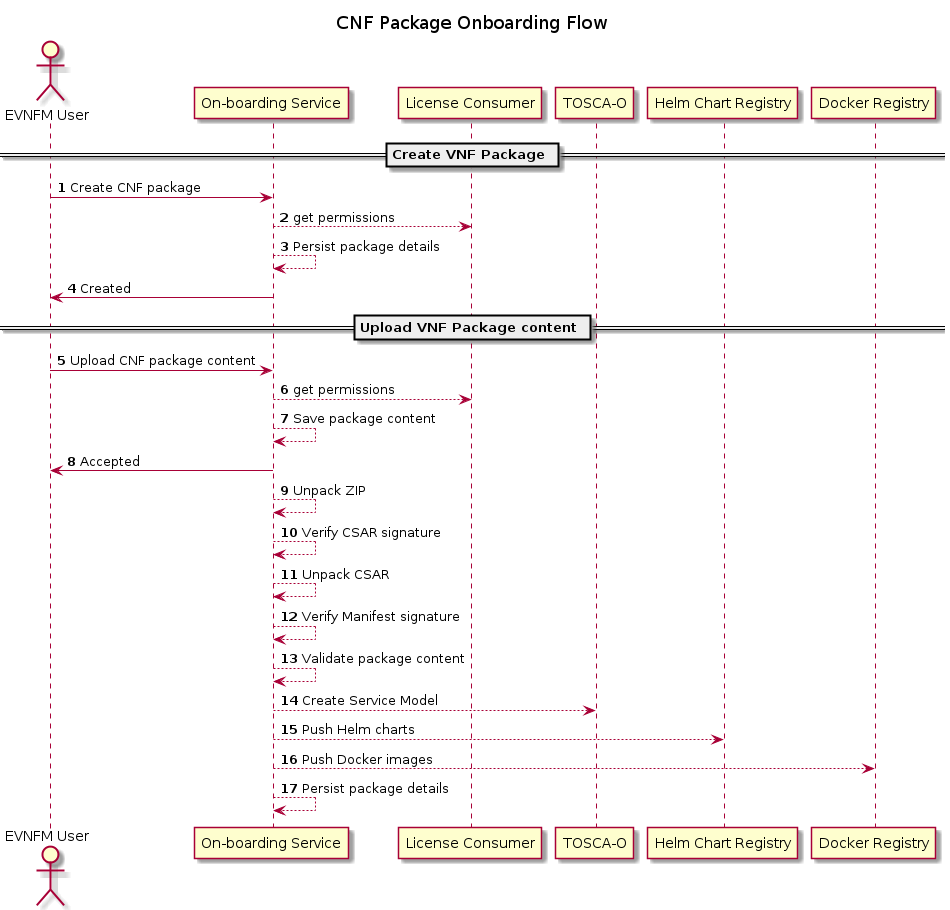 CNF Package Onboarding Flow
EVNFM User
On-boarding Service
License Consumer
TOSCA-O
Helm Chart Registry
Docker Registry
Create VNF Package
1 Create CNF package
2 get permissions
3 Persist package details
4 Created
Upload VNF Package content
5 Upload CNF package content
6 get permissions
7 Save package content
8 Accepted
9 Unpack ZIP
10 Verify CSAR signature
11 Unpack CSAR
12 Verify Manifest signature
13 Validate package content
14 Create Service Model
15 Push Helm charts
16 Push Docker images
17 Persist package details
EVNFM User
On-boarding Service
License Consumer
TOSCA-O
Helm Chart Registry
Docker Registry